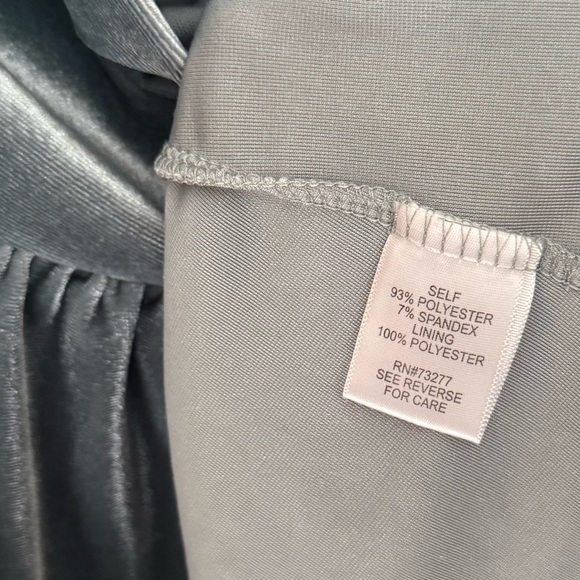 SELF
93% POLYESTER
7% SPANDEX
LINING
100% POLYESTER
RN#73277
SEE REVERSE
FOR CARE